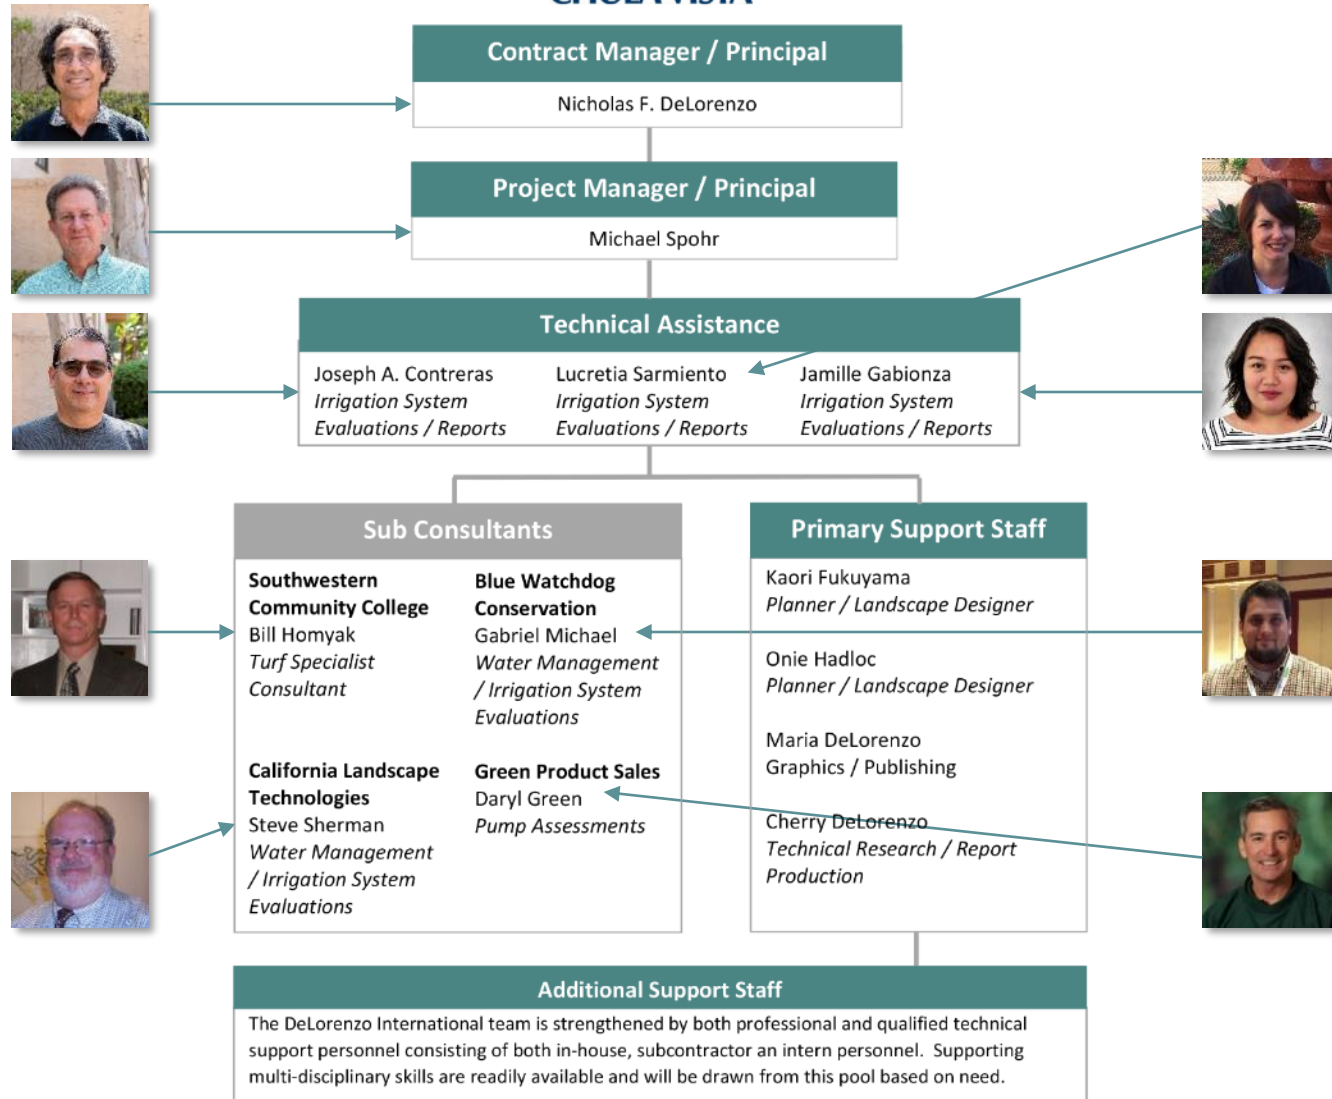 CHULA VISTA
Contract Manager / Principal
Nicholas F. DeLorenzo
Project Manager / Principal
Michael Spohr
Technical Assistance
Joseph A. Contreras
Irrigation System
Evaluations / Reports
Lucretia Sarmiento
Irrigation System
Evaluations / Reports
Jamille Gabionza
Irrigation System
Evaluations / Reports
Sub Consultants
Southwestern
Community College
Bill Homyak
Turf Specialist
Consultant
Blue Watchdog
Conservation
Gabriel Michael
Water Management
/ Irrigation System
Evaluations
California Landscape
Technologies
Steve Sherman
Water Management
/ Irrigation System
Evaluations
Green Product Sales
Daryl Green
Pump Assessments
Primary Support Staff
Kaori Fukuyama
Planner / Landscape Designer
Onie Hadloc
Planner / Landscape Designer
Maria DeLorenzo
Graphics / Publishing
Cherry DeLorenzo
Technical Research / Report
Production
Additional Support Staff
The DeLorenzo International team is strengthened by both professional and qualified technical
support personnel consisting of both in-house, subcontractor an intern personnel. Supporting
multi-disciplinary skills are readily available and will be drawn from this pool based on need.